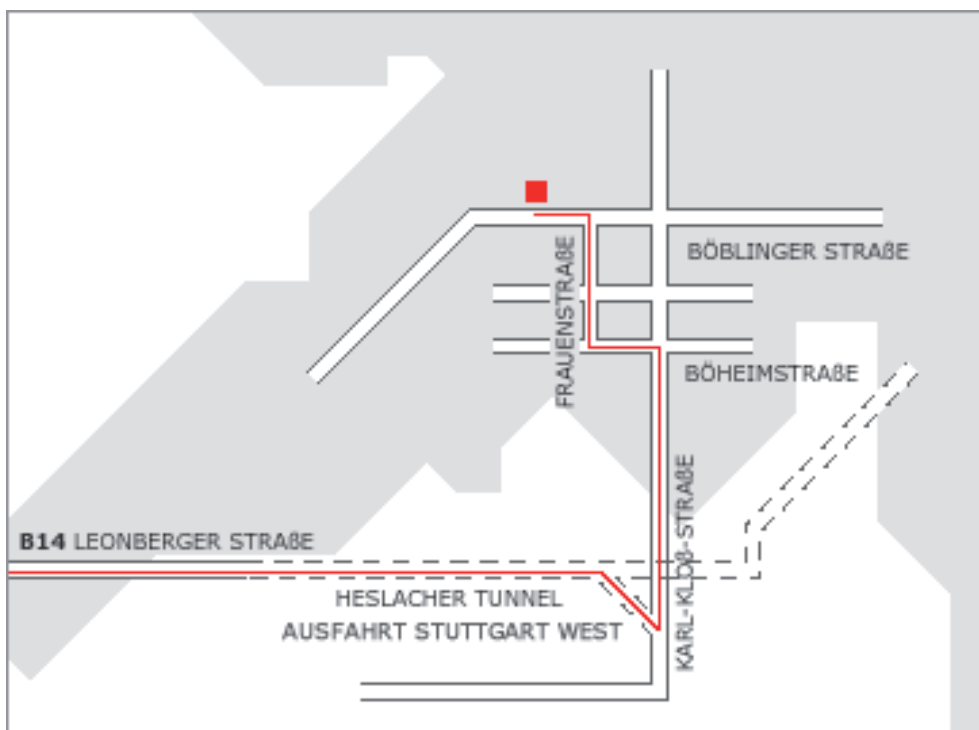 BÖBLINGER STRAßE
FRAUENSTRAßE
BÖHEIMSTRAßE
KARL-KLOß-STRAßE
B14 LEONBERGER STRAßE
HESLACHER TUNNEL
AUSFAHRT STUTTGART WEST